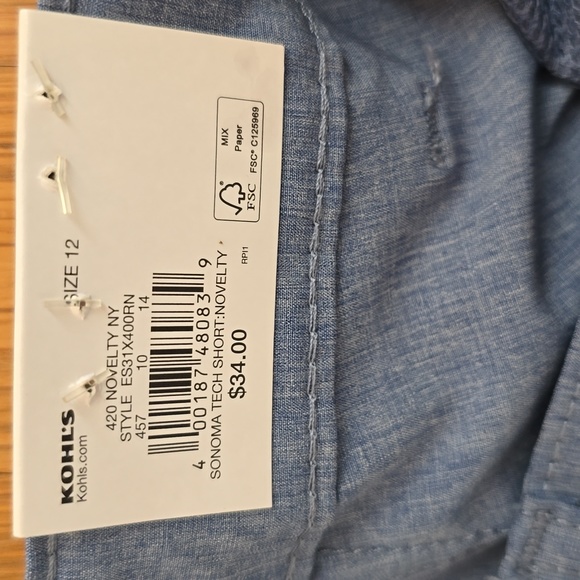 KOHL'S
Kohls.com
SIZE 12
420 NOVELTY NY
STYLE ES31X400RN
457 10 14
4 00187 48083 9
SONOMA TECH SHORT:NOVELTY
$34.00
RPI1
FSC
MIX
Paper
FSC® C125969